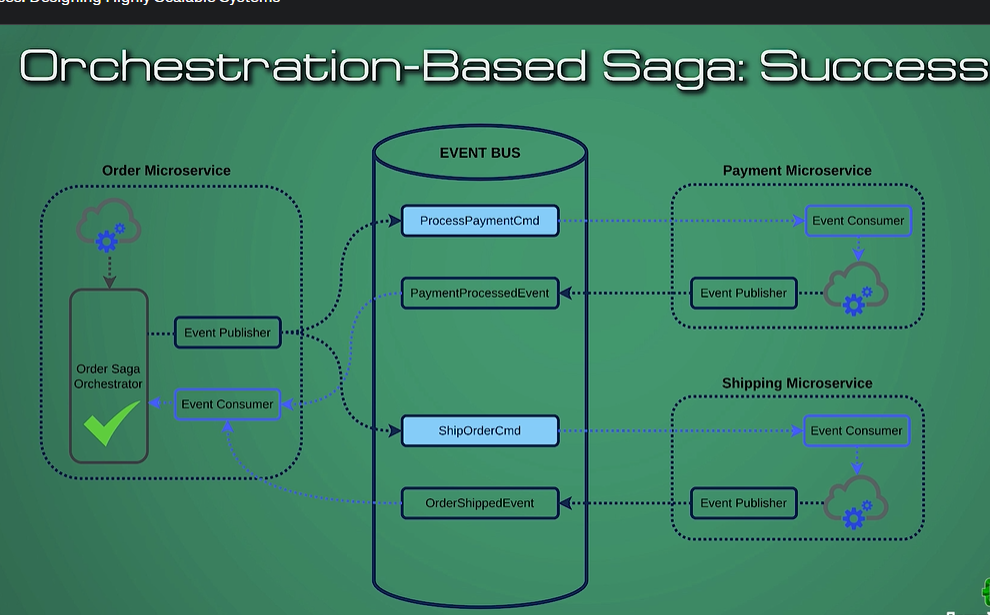 Designing Highly Scalable Systems
Orchestration-Based Saga: Success
EVENT BUS
Order Microservice
Payment Microservice
ProcessPaymentCmd
Event Consumer
PaymentProcessedEvent
Event Publisher
Event Publisher
Order Saga
Orchestrator
Event Consumer
Shipping Microservice
ShipOrderCmd
Event Consumer
OrderShippedEvent
Event Publisher